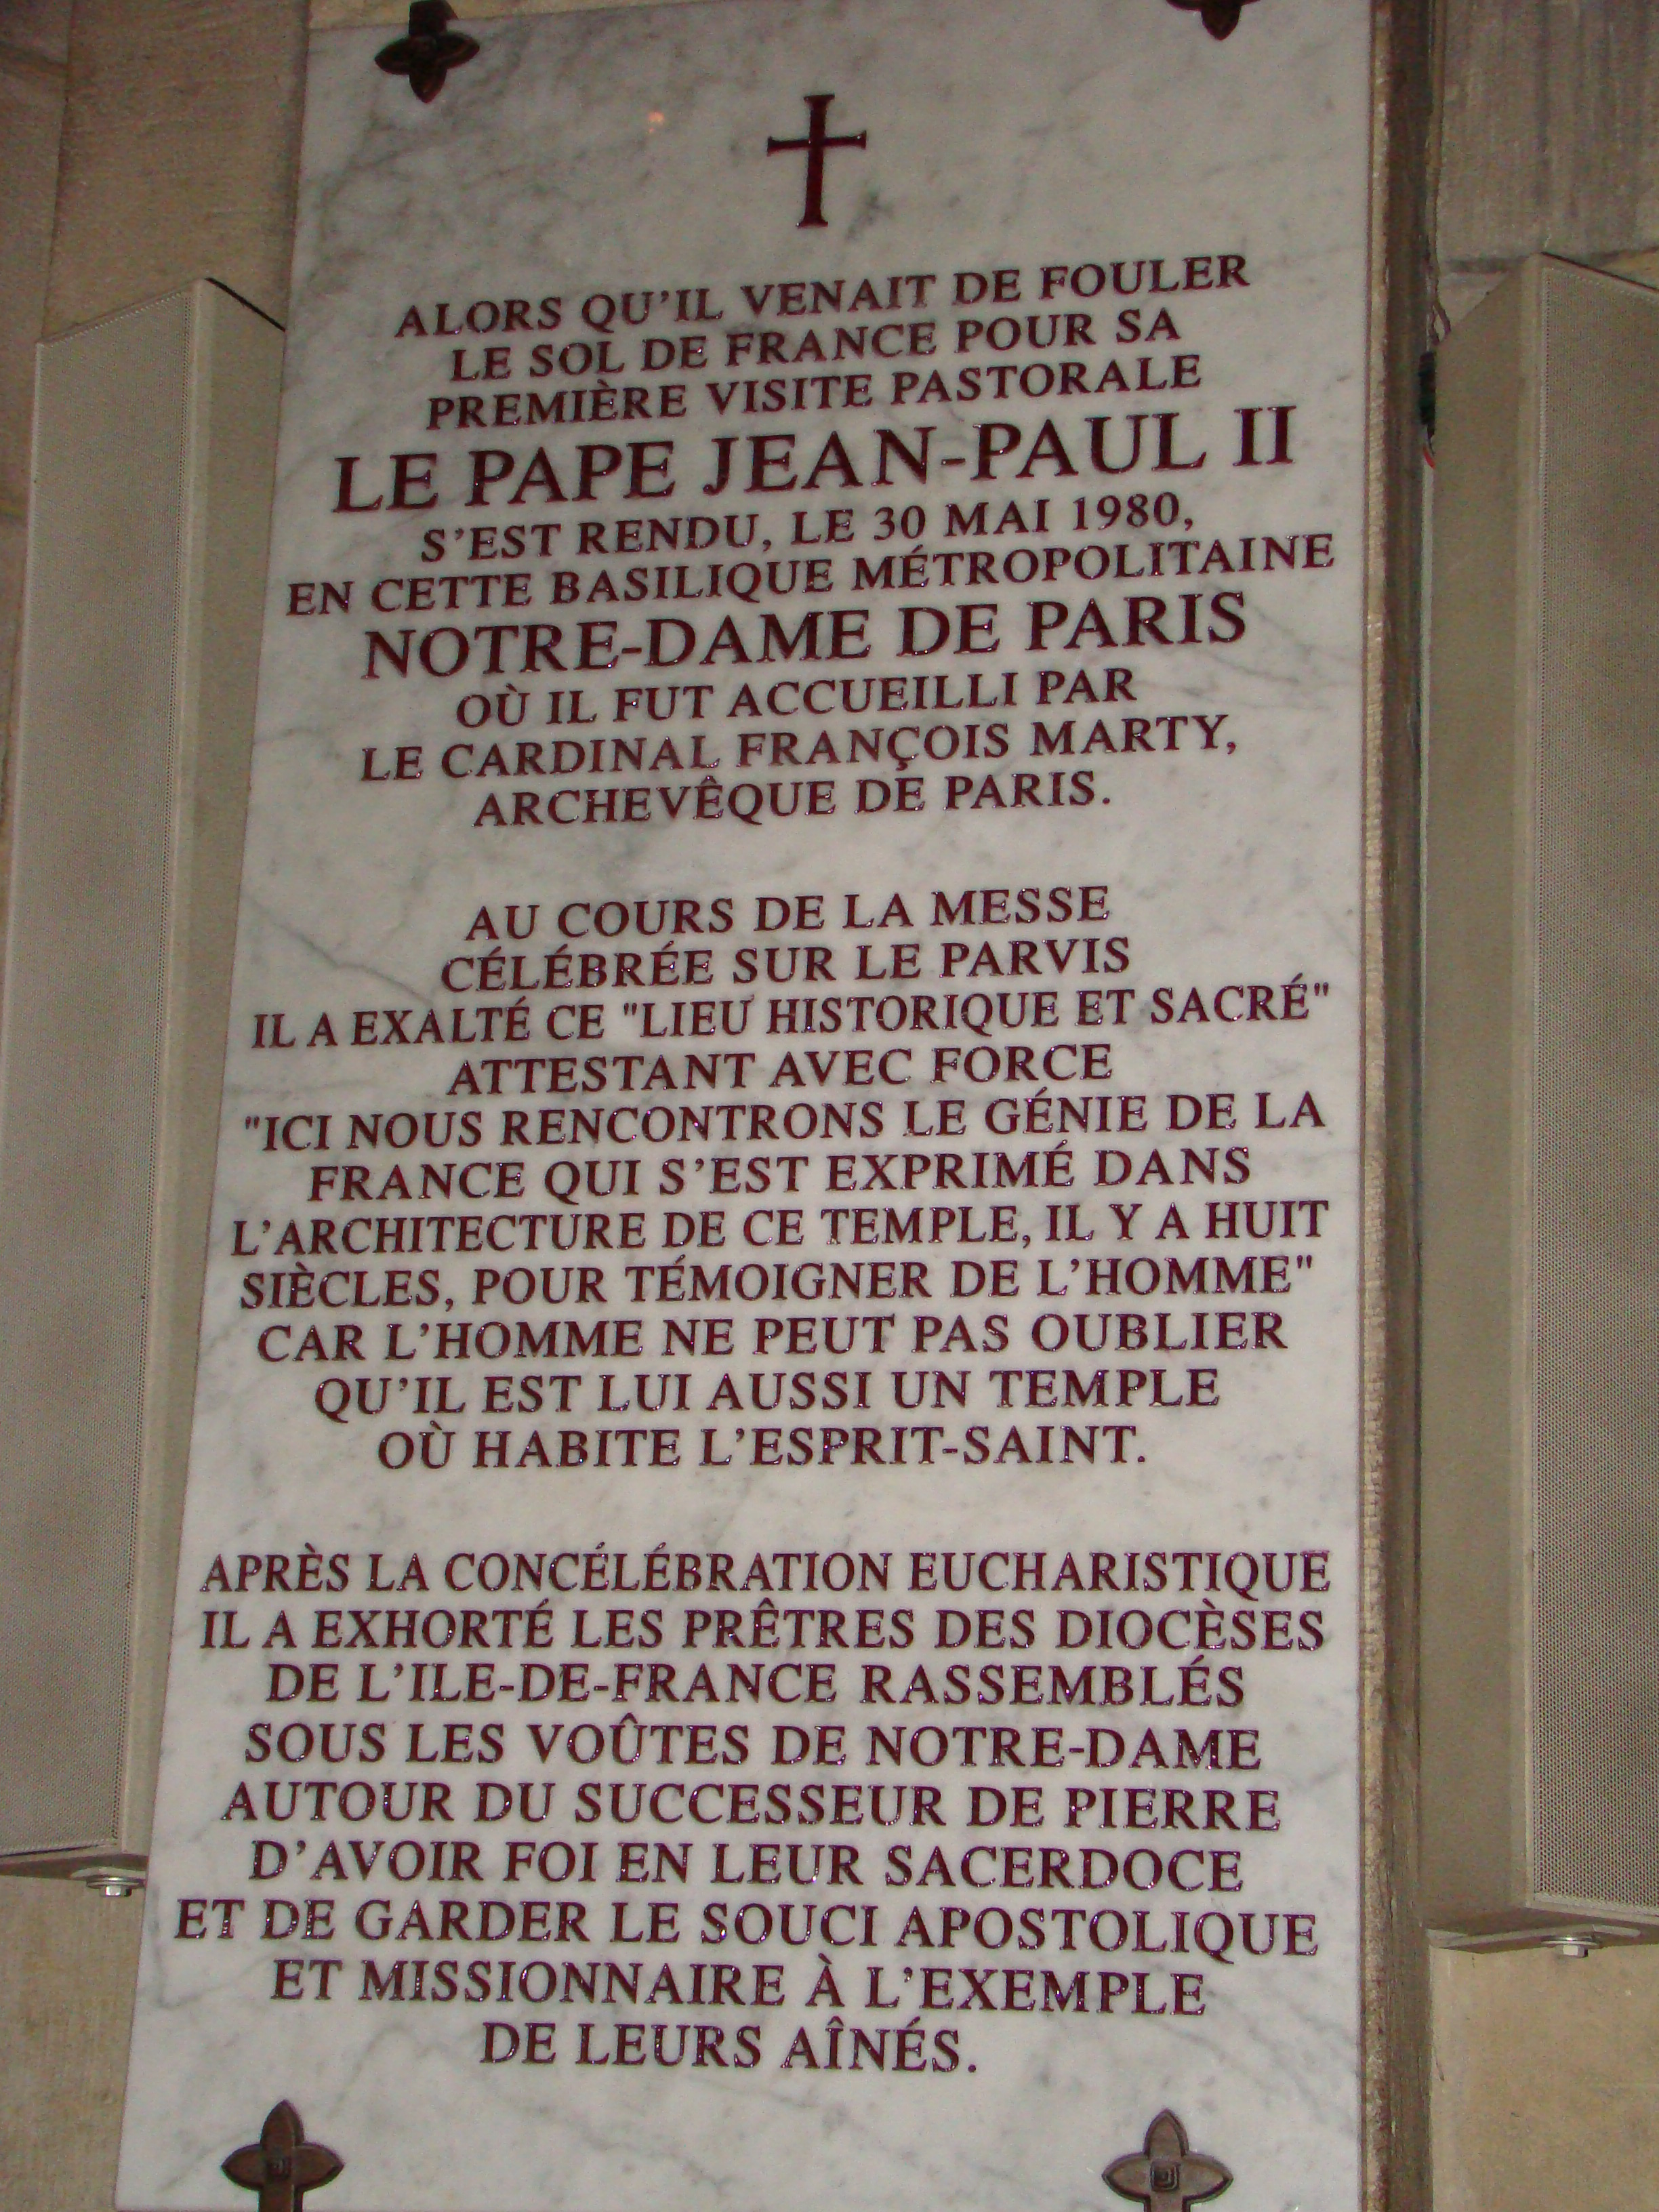 ALORS QU'IL VENAIT DE FOULER
LE SOL DE FRANCE POUR SA
PREMIÈRE VISITE PASTORALE
LE PAPE JEAN-PAUL II
S'EST RENDU, LE 30 MAI 1980,
EN CETTE BASILIQUE MÉTROPOLITAINE
NOTRE-DAME DE PARIS
OÙ IL FUT ACCUEILLI PAR
LE CARDINAL FRANÇOIS MARTY,
ARCHEVÊQUE DE PARIS.
AU COURS DE LA MESSE
CÉLÉBRÉE SUR LE PARVIS
IL A EXALTÉ CE "LIEU HISTORIQUE ET SACRÉ"
ATTESTANT AVEC FORCE
"ICI NOUS RENCONTRONS LE GÉNIE DE LA
FRANCE QUI S'EST EXPRIMÉ DANS
L'ARCHITECTURE DE CE TEMPLE, IL Y A HUIT
SIÈCLES, POUR TÉMOIGNER DE L'HOMME"
CAR L'HOMME NE PEUT PAS OUBLIER
QU'IL EST LUI AUSSI UN TEMPLE
OÙ HABITE L'ESPRIT-SAINT.
APRÈS LA CONCÉLÉBRATION EUCHARISTIQUE
IL A EXHORTÉ LES PRÊTRES DES DIOCÈSES
DE L'ILE-DE-FRANCE RASSEMBLÉS
SOUS LES VOÛTES DE NOTRE-DAME
AUTOUR DU SUCCESSEUR DE PIERRE
D'AVOIR FOI EN LEUR SACERDOCE
ET DE GARDER LE SOUCI APOSTOLIQUE
ET MISSIONNAIRE À L'EXEMPLE
DE LEURS AÎNÉS.